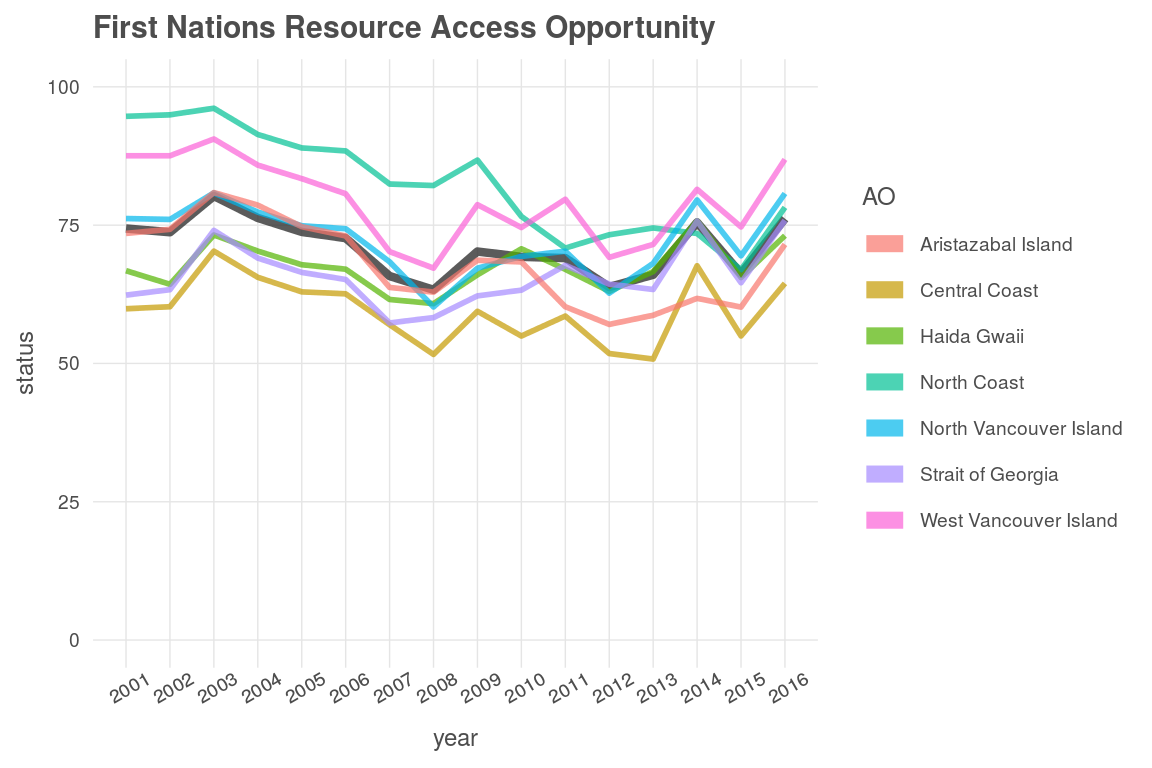 First Nations Resource Access Opportunity
100
75
50
25
0
status
2001 2002 2003 2004 2005 2006 2007 2008 2009 2010 2011 2012 2013 2014 2015 2016
year
AO
Aristazabal Island
Central Coast
Haida Gwaii
North Coast
North Vancouver Island
Strait of Georgia
West Vancouver Island